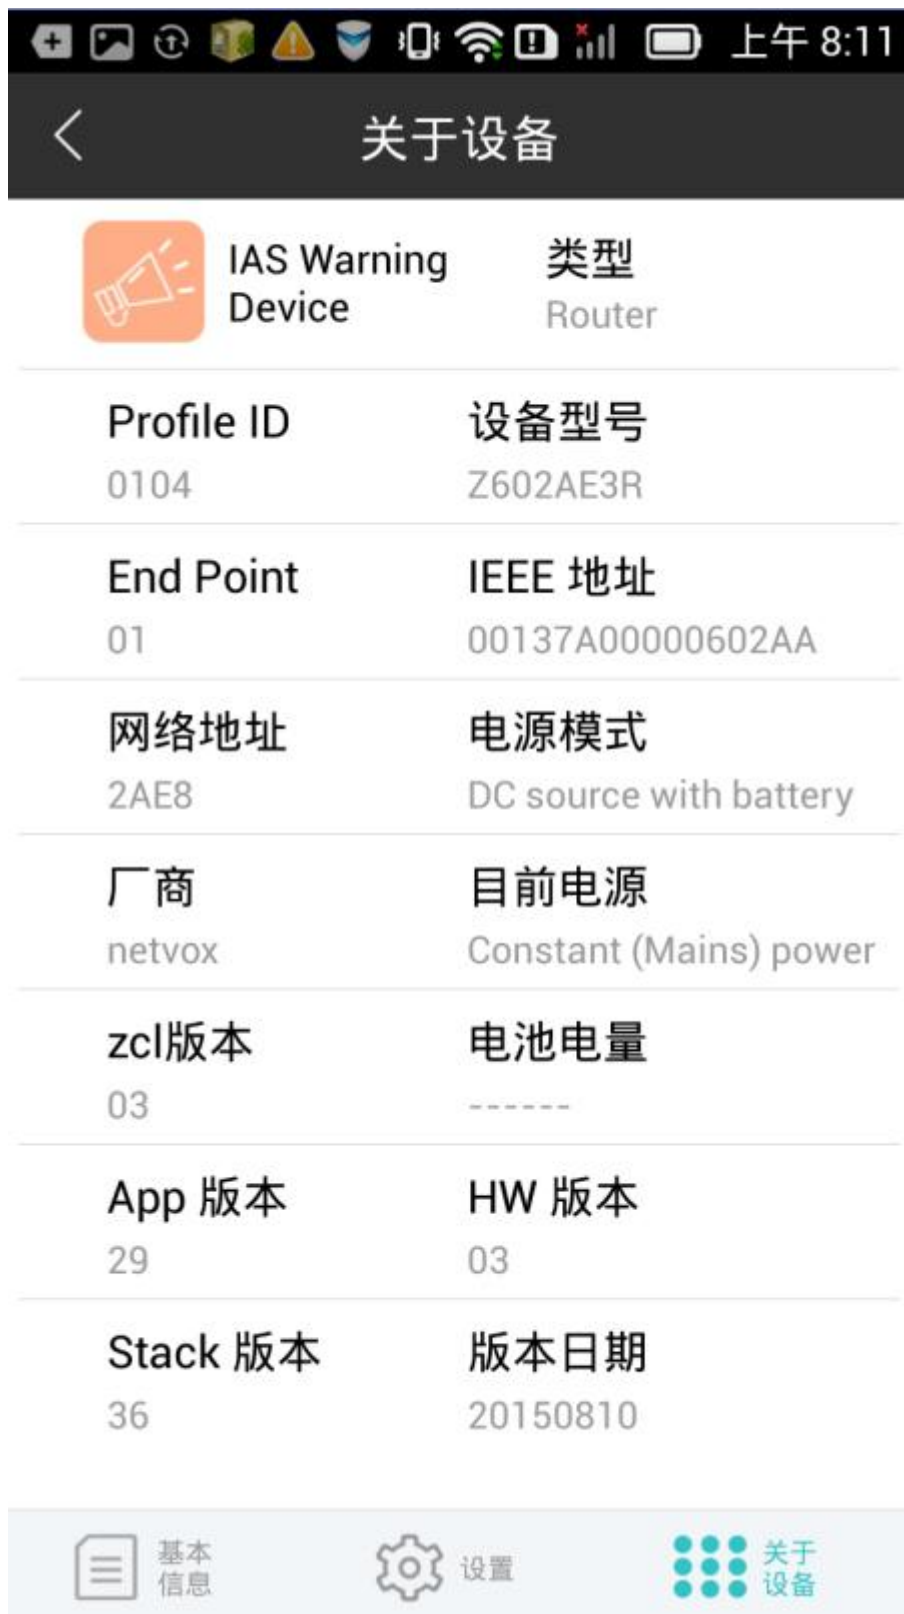 上午 8:11
关于设备
IAS Warning
Device
类型
Router
Profile ID
设备型号
0104
Z602AE3R
End Point
IEEE 地址
01
00137A00000602AA
网络地址
电源模式
2AE8
DC source with battery
厂商
目前电源
netvox
Constant (Mains) power
zcl版本
电池电量
03
------
App 版本
HW 版本
29
03
Stack 版本
版本日期
36
20150810
基本
信息
设置
关于
设备